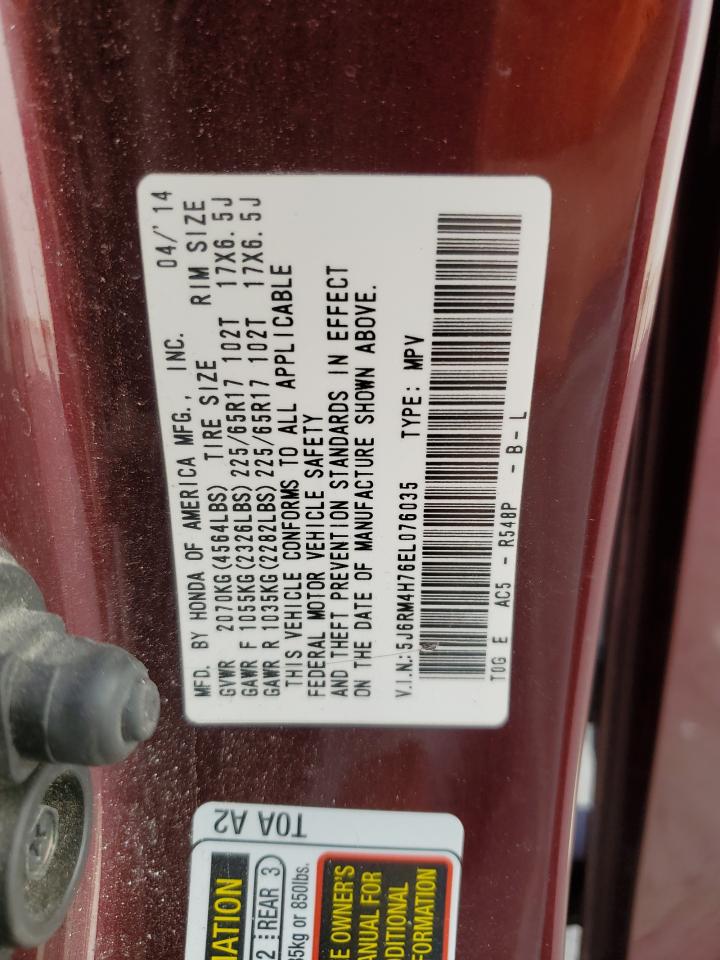 MFD. BY HONDA OF AMERICA MFG., INC. 04/'14
GVWR 2070KG(4564LBS) TIRE SIZE RIM SIZE
GAWR F 1055KG(2326LBS) 225/65R17 102T 17X6.5J
GAWR R 1035KG(2282LBS) 225/65R17 102T 17X6.5J
THIS VEHICLE CONFORMS TO ALL APPLICABLE
FEDERAL MOTOR VEHICLE SAFETY
AND THEFT PREVENTION STANDARDS IN EFFECT
ON THE DATE OF MANUFACTURE SHOWN ABOVE.
V.I.N.:5J6RM4H76EL076035 TYPE: MPV
T0G E AC5 - R548P - B - L
T0A A2
MATION
2 REAR 3
85kg or 850lbs.
E OWNER'S
ANUAL FOR
DITIONAL
FORMATION